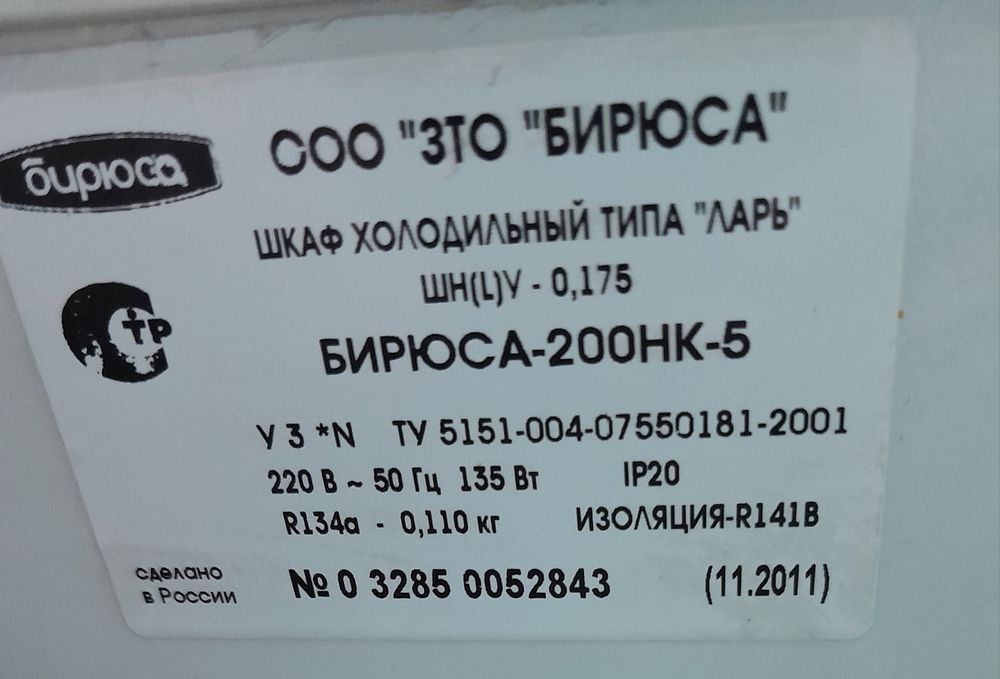 бирюса
СОО "ЗТО "БИРЮСА"
ШКАФ ХОЛОДИЛЬНЫЙ ТИПА "ЛАРЬ"
ШН(L)У - 0,175
БИРЮСА-200НК-5
У 3 *N ТУ 5151-004-07550181-2001
220 В ~ 50 Гц 135 Вт IP20
R134a - 0,110 кг ИЗОЛЯЦИЯ-R141B
сделано
в России
№ 0 3285 0052843 (11.2011)